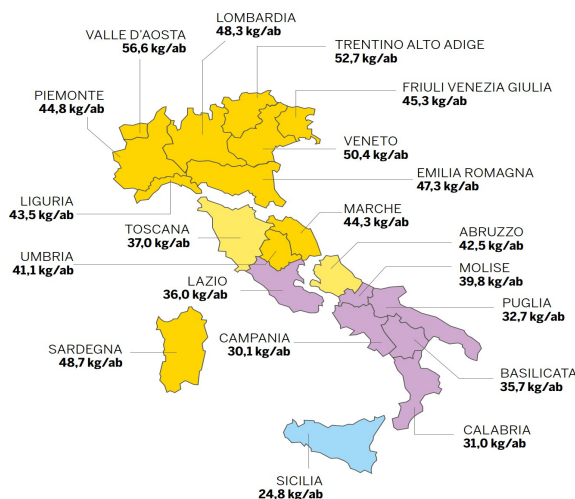 LOMBARDIA
48,3 kg/ab
VALLE D'AOSTA
56,6 kg/ab
TRENTINO ALTO ADIGE
52,7 kg/ab
PIEMONTE
44,8 kg/ab
FRIULI VENEZIA GIULIA
45,3 kg/ab
VENETO
50,4 kg/ab
EMILIA ROMAGNA
47,3 kg/ab
LIGURIA
43,5 kg/ab
MARCHE
44,3 kg/ab
TOSCANA
37,0 kg/ab
ABRUZZO
42,5 kg/ab
UMBRIA
41,1 kg/ab
MOLISE
39,8 kg/ab
LAZIO
36,0 kg/ab
PUGLIA
32,7 kg/ab
CAMPANIA
30,1 kg/ab
SARDEGNA
48,7 kg/ab
BASILICATA
35,7 kg/ab
CALABRIA
31,0 kg/ab
SICILIA
24,8 kg/ab